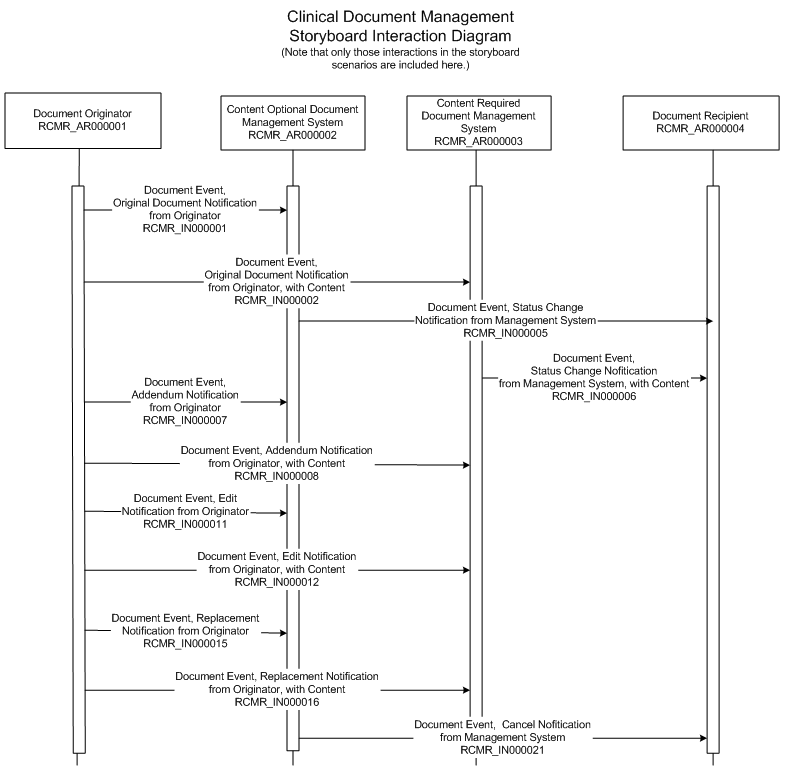 Clinical Document Management
Storyboard Interaction Diagram
(Note that only those interactions in the storyboard
scenarios are included here.)
Document Originator
RCMR_AR000001
Content Optional Document
Management System
RCMR_AR000002
Content Required
Document Management
System
RCMR_AR000003
Document Recipient
RCMR_AR000004
Document Event,
Original Document Notification
from Originator
RCMR_IN000001
Document Event,
Original Document Notification
from Originator, with Content
RCMR_IN000002
Document Event, Status Change
Notification from Management System
RCMR_IN000005
Document Event,
Status Change Nofitication
from Management System, with Content
RCMR_IN000006
Document Event,
Addendum Notification
from Originator
RCMR_IN000007
Document Event, Addendum Notification
from Originator, with Content
RCMR_IN000008
Document Event, Edit
Notification from Originator
RCMR_IN000011
Document Event, Edit Notification
from Originator, with Content
RCMR_IN000012
Document Event, Replacement
Notification from Originator
RCMR_IN000015
Document Event, Replacement Notification
from Originator, with Content
RCMR_IN000016
Document Event, Cancel Nofitication
from Management System
RCMR_IN000021